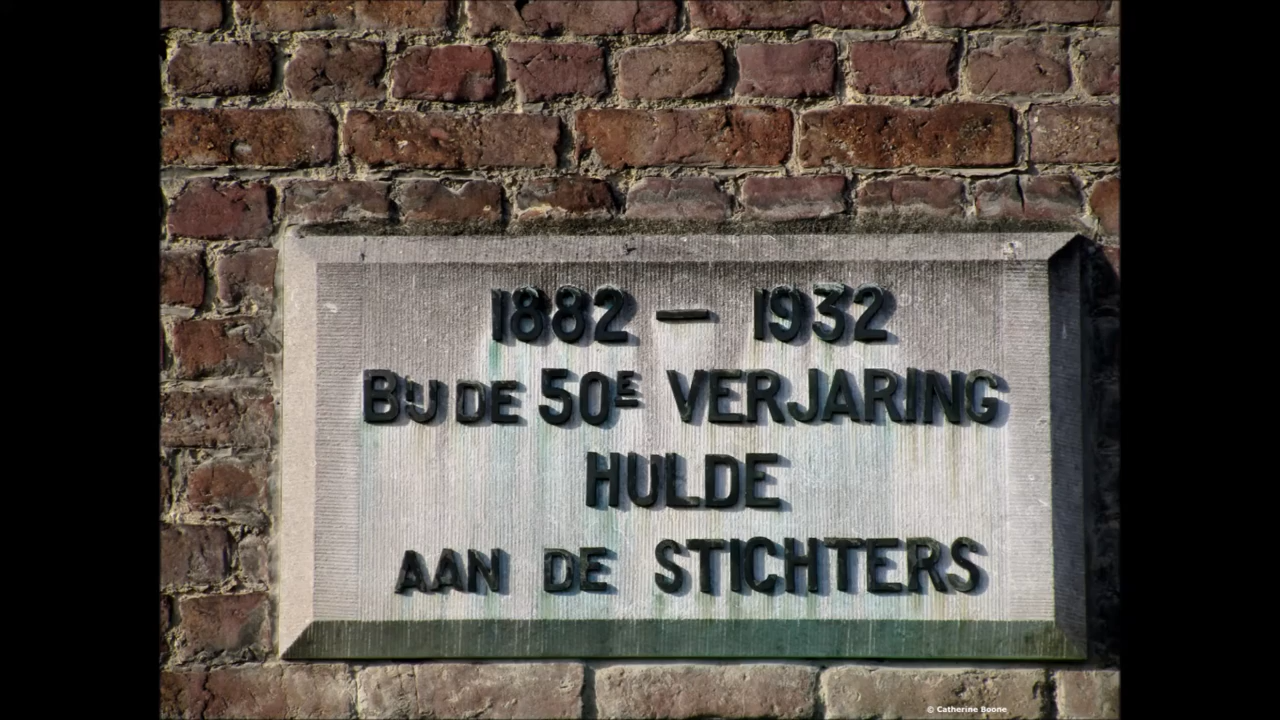 1882 – 1932
BIJ DE 50E VERJARING
HULDE
AAN DE STICHTERS
© Catherine Boone